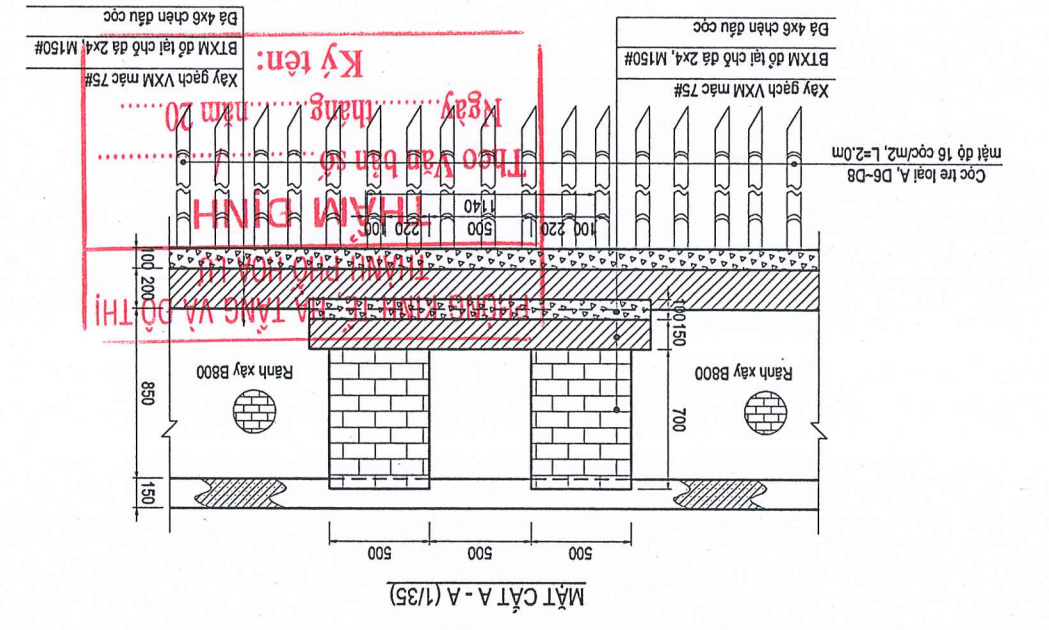 MẶT CẮT A - A (1/35)
500 500 500
150
700
850
Rãnh xây B800
Rãnh xây B800
150
100
200
100
PHÒNG KINH TẾ, HẠ TẦNG VÀ ĐÔ THỊ
THÀNH PHỐ HOA LƯ
THẨM ĐỊNH
Theo Văn bản số................/..........
Ngày..........tháng..........năm 20......
Ký tên:
100 220 500 220 100
1140
Cọc tre loại A, D6-D8
mật độ 16 cọc/m2, L=2.0m
Xây gạch VXM mác 75#
BTXM đổ tại chỗ đá 2x4, M150#
Đá 4x6 chèn đầu cọc
Xây gạch VXM mác 75#
BTXM đổ tại chỗ đá 2x4, M150#
Đá 4x6 chèn đầu cọc